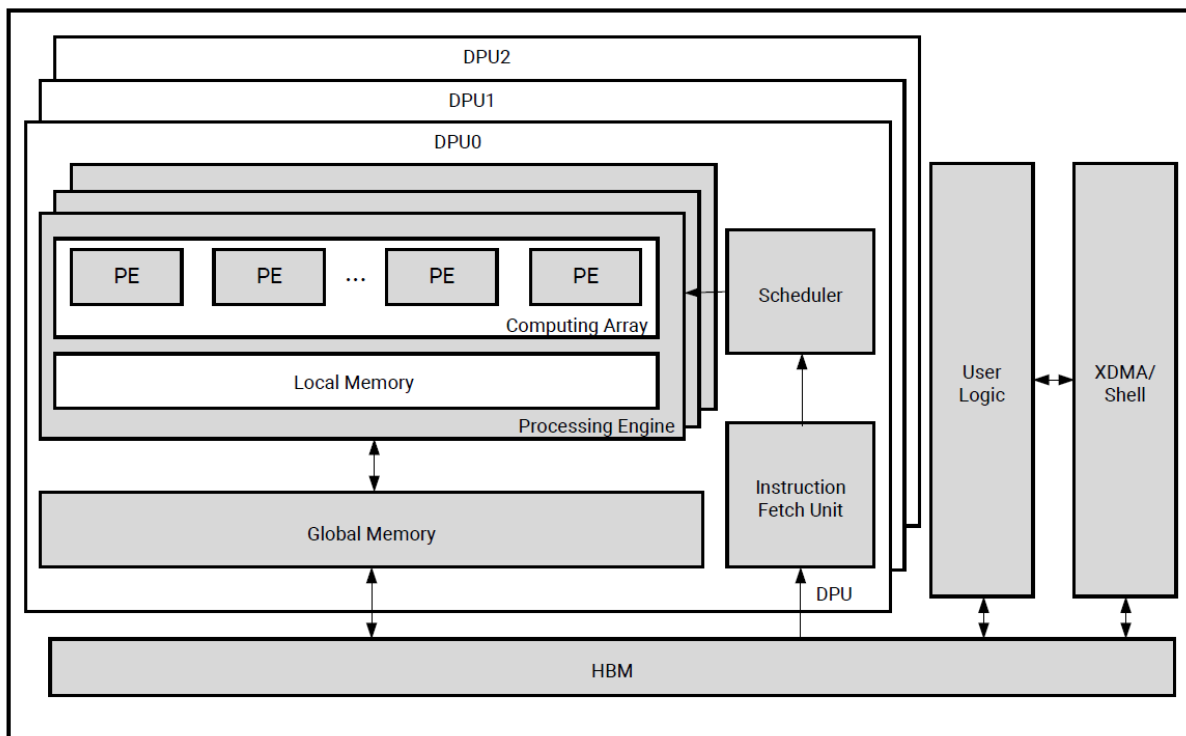 DPU2
DPU1
DPU0
PE
PE
...
PE
PE
Computing Array
Local Memory
Processing Engine
Scheduler
Instruction
Fetch Unit
Global Memory
DPU
User
Logic
XDMA/
Shell
HBM